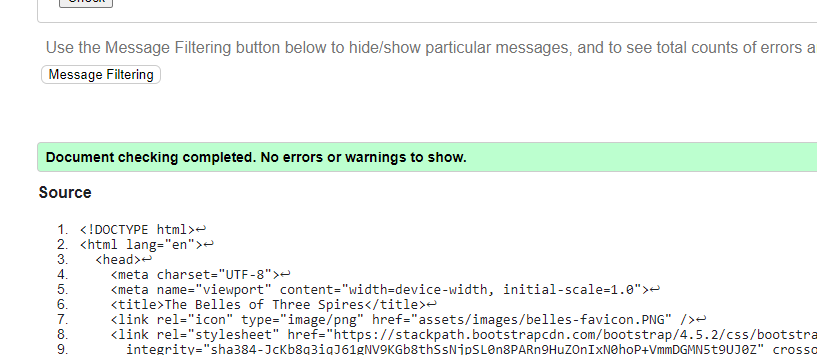 Check
Use the Message Filtering button below to hide/show particular messages, and to see total counts of errors a
Message Filtering
Document checking completed. No errors or warnings to show.
Source
1. <!DOCTYPE html>↩
2. <html lang="en">↩
3. <head>↩
4. <meta charset="UTF-8">↩
5. <meta name="viewport" content="width=device-width, initial-scale=1.0">↩
6. <title>The Belles of Three Spires</title>↩
7. <link rel="icon" type="image/png" href="assets/images/belles-favicon.PNG" />↩
8. <link rel="stylesheet" href="https://stackpath.bootstrapcdn.com/bootstrap/4.5.2/css/bootstra
9. integrity="sha384-JcKb8q3iqJ61gNV9KGb8thSsNjpSL0n8PARn9HuZOnIxN0hoP+VmmDGMN5t9UJ0Z" crosso